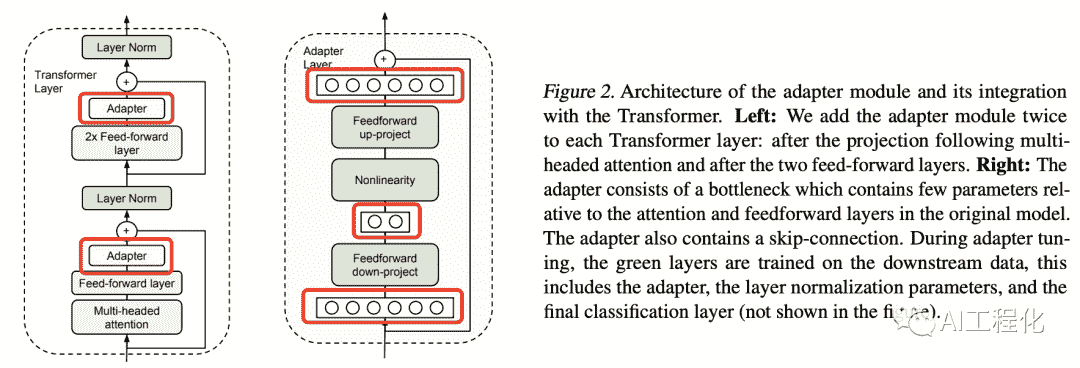 Layer Norm
Transformer
Layer
+
Adapter
2x Feed-forward
layer
Layer Norm
+
Adapter
Feed-forward layer
Multi-headed
attention
Adapter
Layer
+
Feedforward
up-project
Nonlinearity
Feedforward
down-project
Figure 2. Architecture of the adapter module and its integration
with the Transformer. Left: We add the adapter module twice
to each Transformer layer: after the projection following multi-
headed attention and after the two feed-forward layers. Right: The
adapter consists of a bottleneck which contains few parameters rel-
ative to the attention and feedforward layers in the original model.
The adapter also contains a skip-connection. During adapter tun-
ing, the green layers are trained on the downstream data, this
includes the adapter, the layer normalization parameters, and the
final classification layer (not shown in the figure).
AI工程化